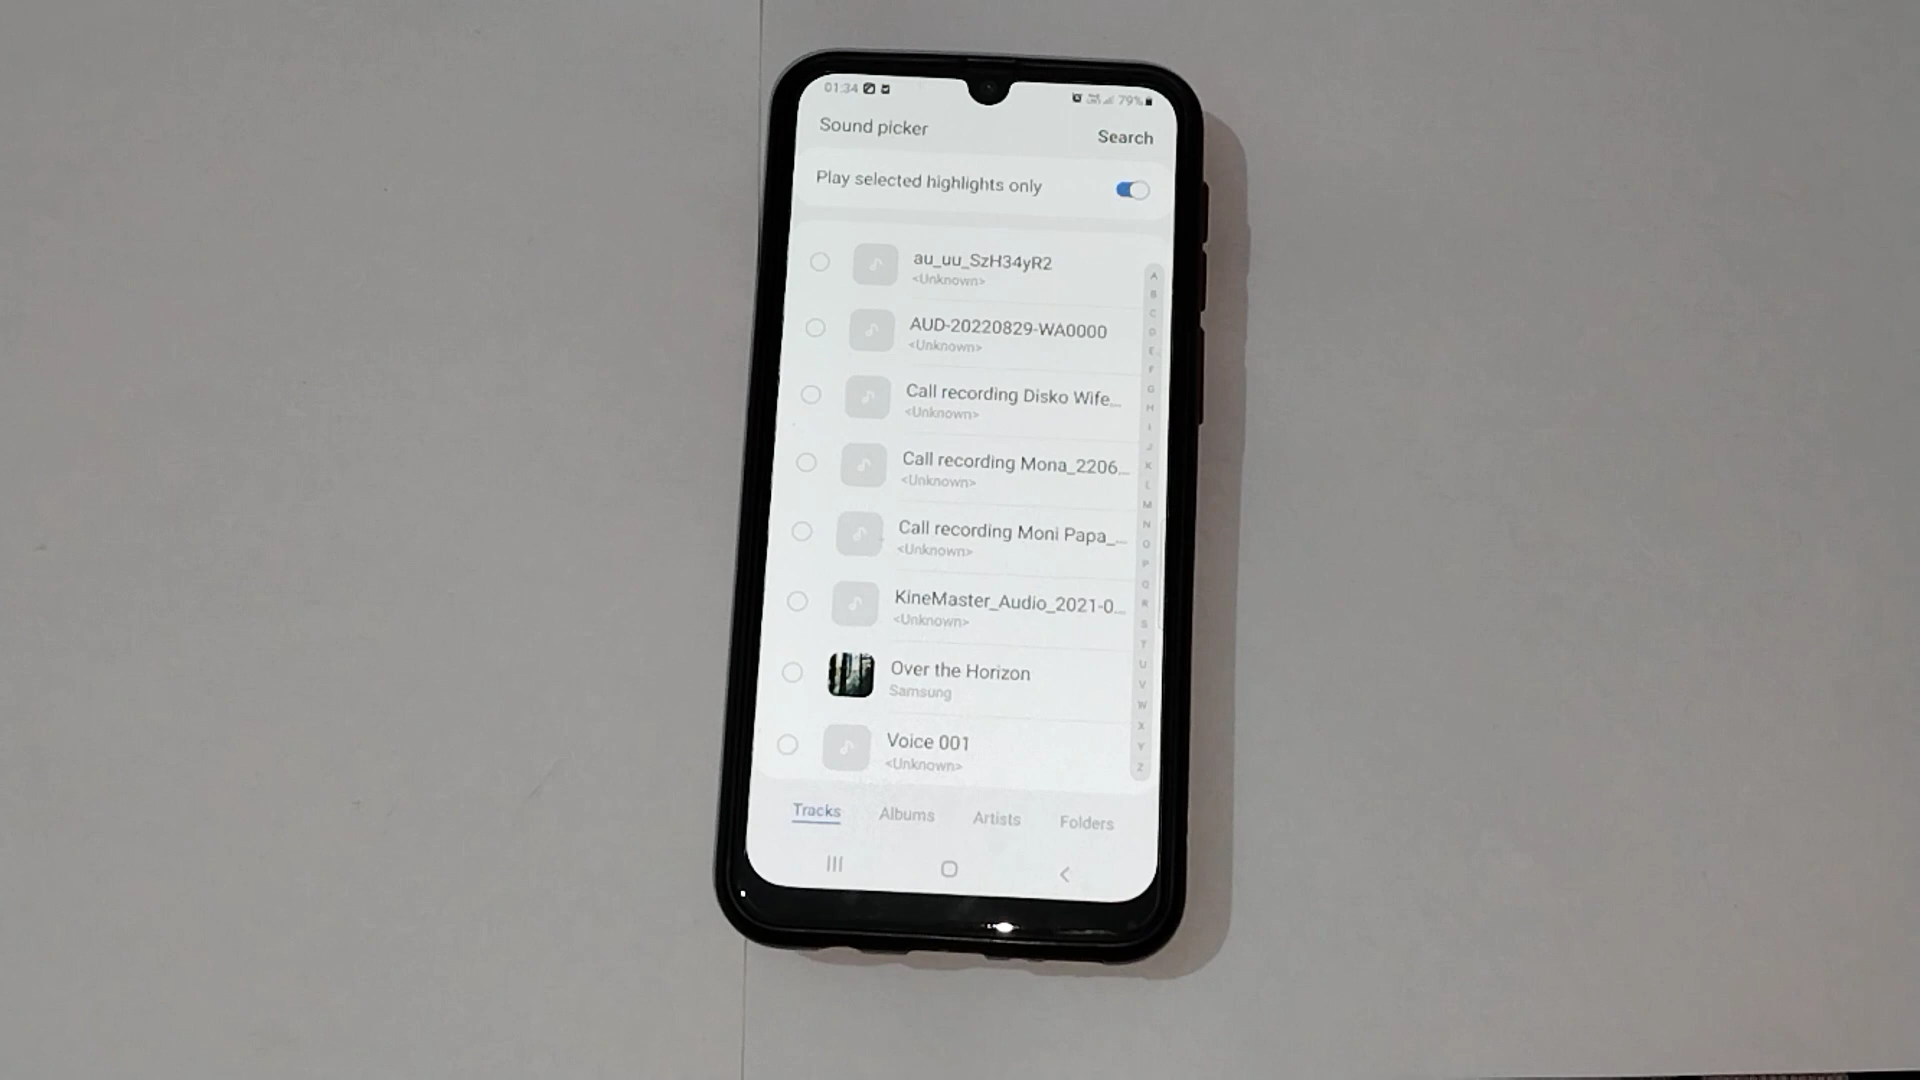 01:34
79%
Sound picker
Search
Play selected highlights only
au_uu_SzH34yR2
<Unknown>
AUD-20220829-WA0000
<Unknown>
Call recording Disko Wife...
<Unknown>
Call recording Mona_2206...
<Unknown>
Call recording Moni Papa_...
<Unknown>
KineMaster_Audio_2021-0...
<Unknown>
Over the Horizon
Samsung
Voice 001
<Unknown>
A
B
C
D
E
F
G
H
I
J
K
L
M
N
O
P
Q
R
S
T
U
V
W
X
Y
Z
Tracks
Albums
Artists
Folders